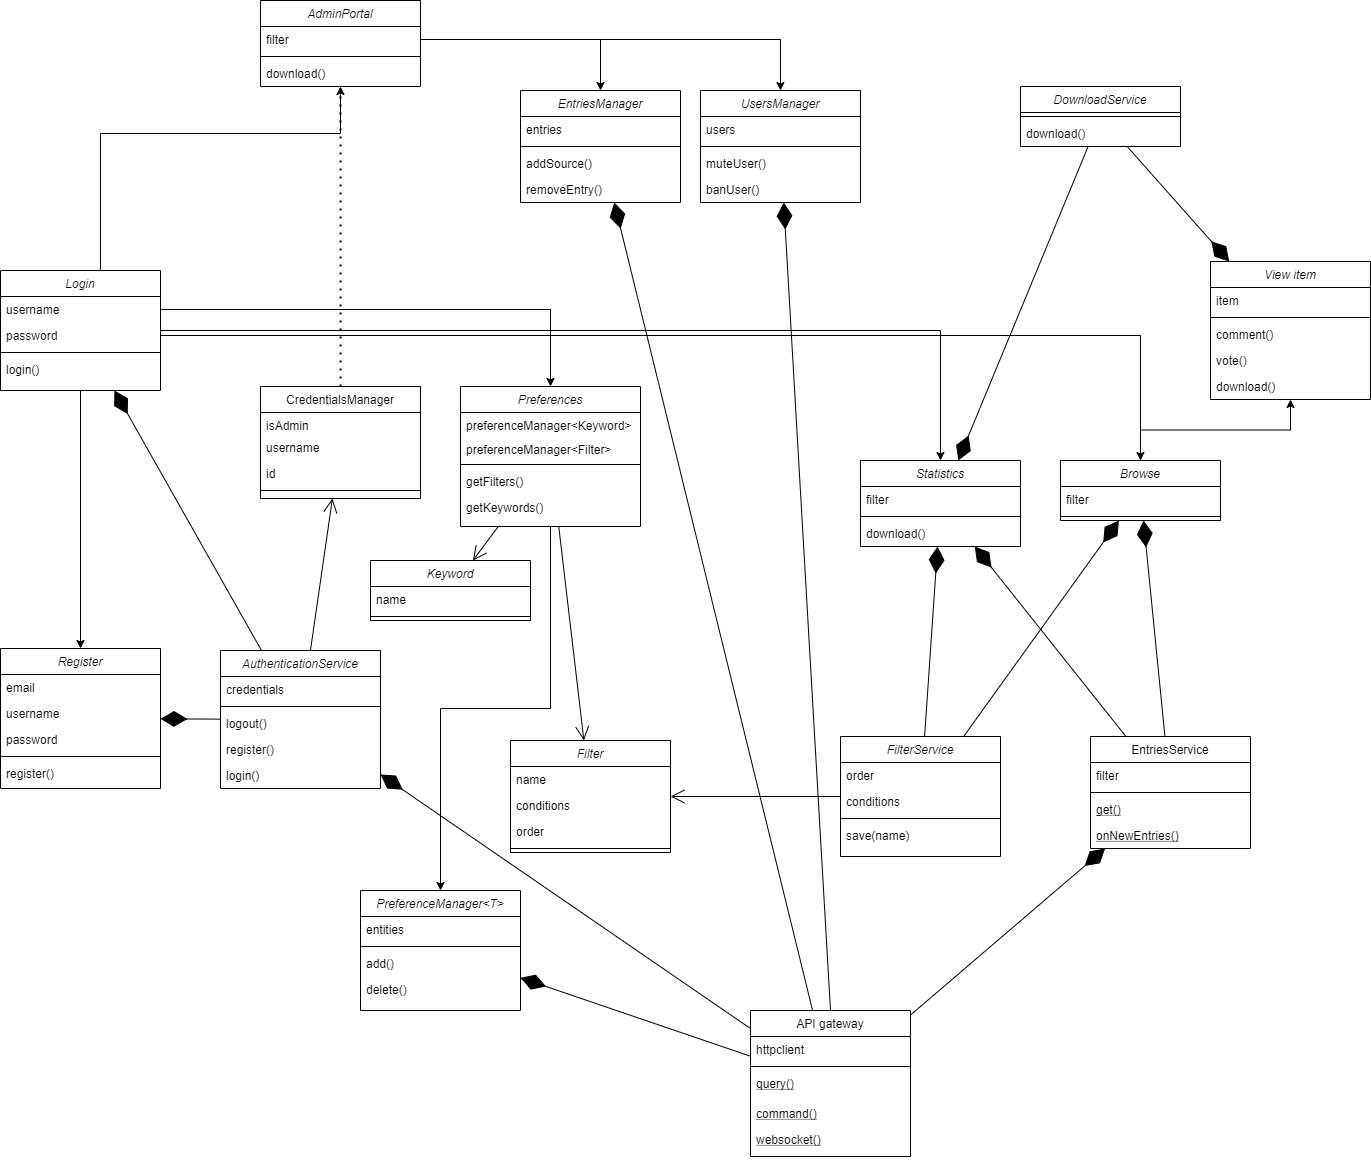 AdminPortal
filter
download()
EntriesManager
entries
addSource()
removeEntry()
UsersManager
users
muteUser()
banUser()
DownloadService
download()
Login
username
password
login()
View item
item
comment()
vote()
download()
CredentialsManager
isAdmin
username
id
Preferences
preferenceManager<Keyword>
preferenceManager<Filter>
getFilters()
getKeywords()
Statistics
filter
download()
Browse
filter
Keyword
name
Register
email
username
password
register()
AuthenticationService
credentials
logout()
register()
login()
Filter
name
conditions
order
FilterService
order
conditions
save(name)
EntriesService
filter
get()
onNewEntries()
PreferenceManager<T>
entities
add()
delete()
API gateway
httpclient
query()
command()
websocket()